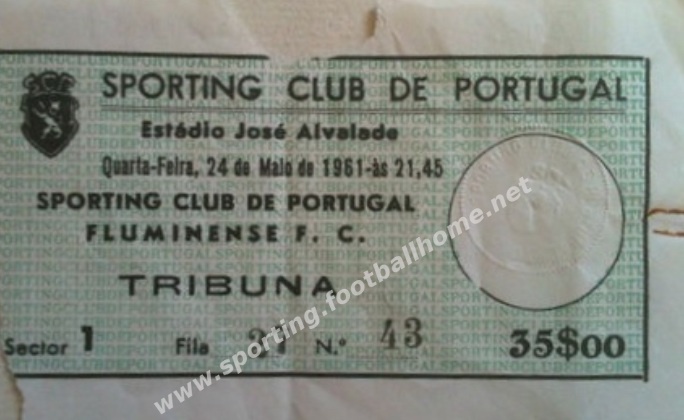 SPORTING CLUB DE PORTUGAL
Estádio José Alvalade
Quarta-Feira, 24 de Maio de 1961-às 21,45
SPORTING CLUB DE PORTUGAL
FLUMINENSE F. C.
TRIBUNA
Sector 1 Fila N.º 43 35$00
www.sporting.footballhome.net